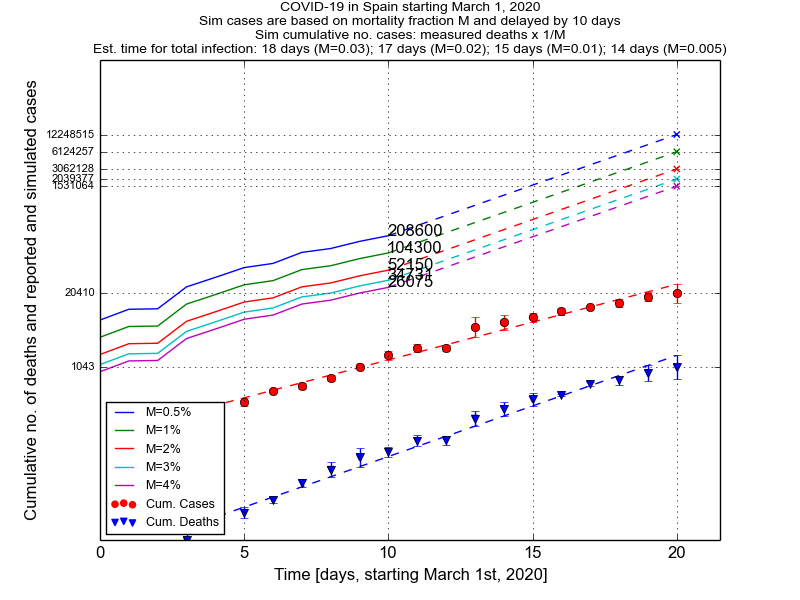 COVID-19 in Spain starting March 1, 2020
Sim cases are based on mortality fraction M and delayed by 10 days
Sim cumulative no. cases: measured deaths x 1/M
Est. time for total infection: 18 days (M=0.03); 17 days (M=0.02); 15 days (M=0.01); 14 days (M=0.005)
Cumulative no. of deaths and reported and simulated cases
12248515
6124257
3062128
2039377
1531064
20410
1043
208600
104300
52150
34731
26075
M=0.5%
M=1%
M=2%
M=3%
M=4%
Cum. Cases
Cum. Deaths
0 5 10 15 20
Time [days, starting March 1st, 2020]